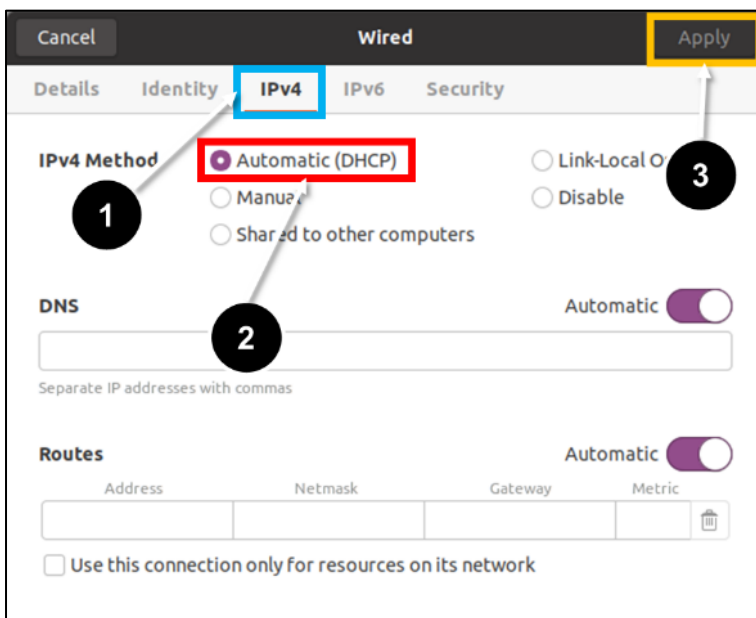 Cancel Wired Apply
Details Identity IPv4 IPv6 Security
IPv4 Method Automatic (DHCP) Link-Local
Manual Disable
Shared to other computers
1
3
2
DNS Automatic
Separate IP addresses with commas
Routes Automatic
Address Netmask Gateway Metric
Use this connection only for resources on its network